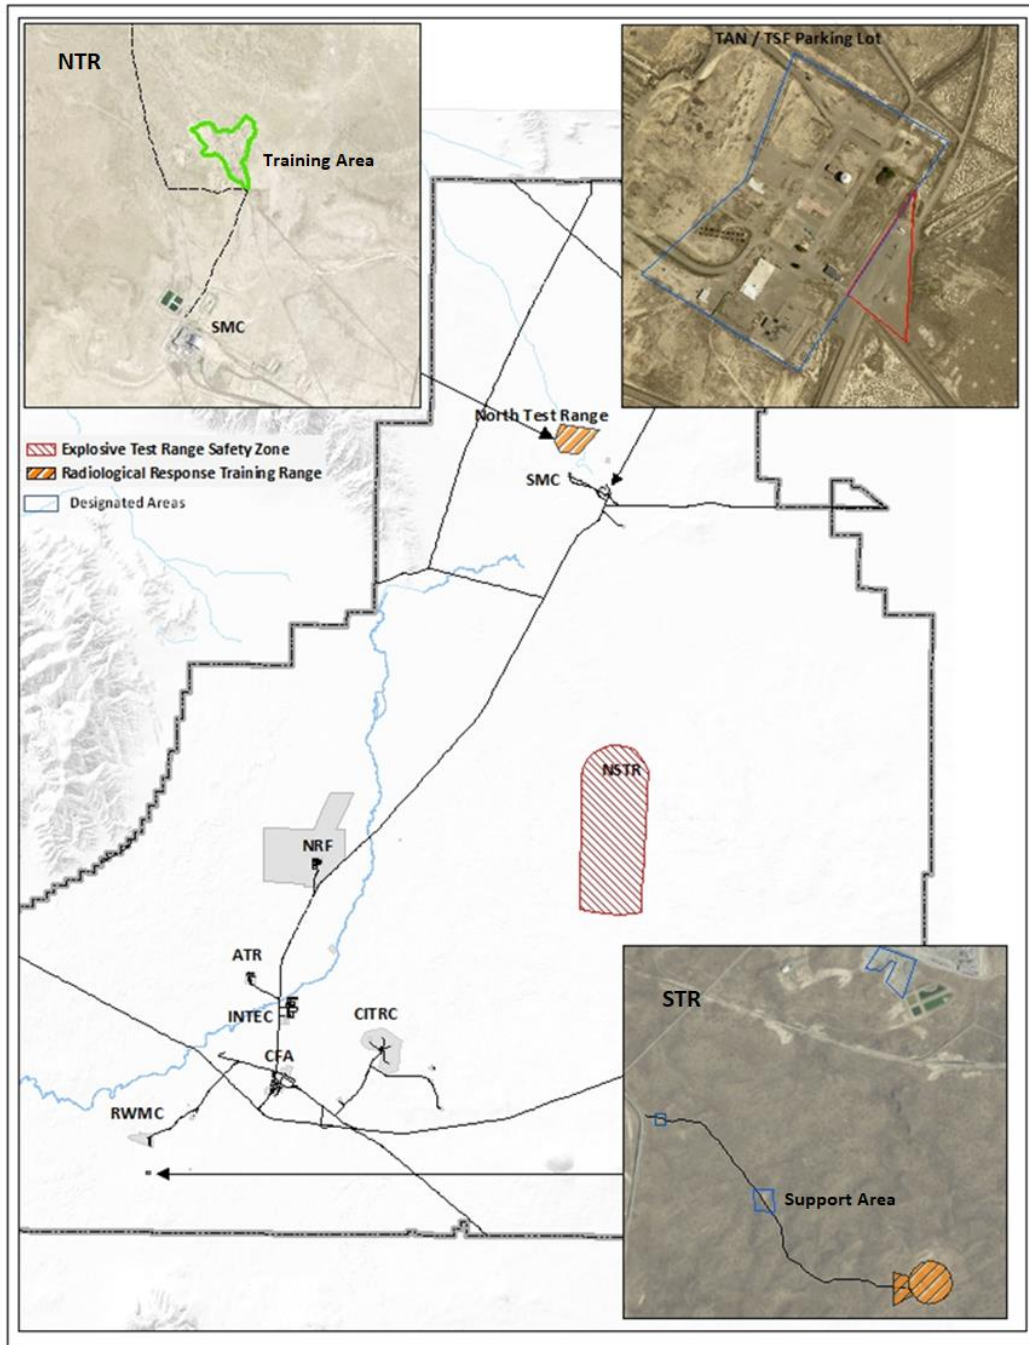 NTR
Training Area
SMC
TAN / TSF Parking Lot
North Test Range
Explosive Test Range Safety Zone
Radiological Response Training Range
Designated Areas
SMC
NSTR
NRF
ATR
INTEC
CITRC
CFA
RWMC
STR
Support Area